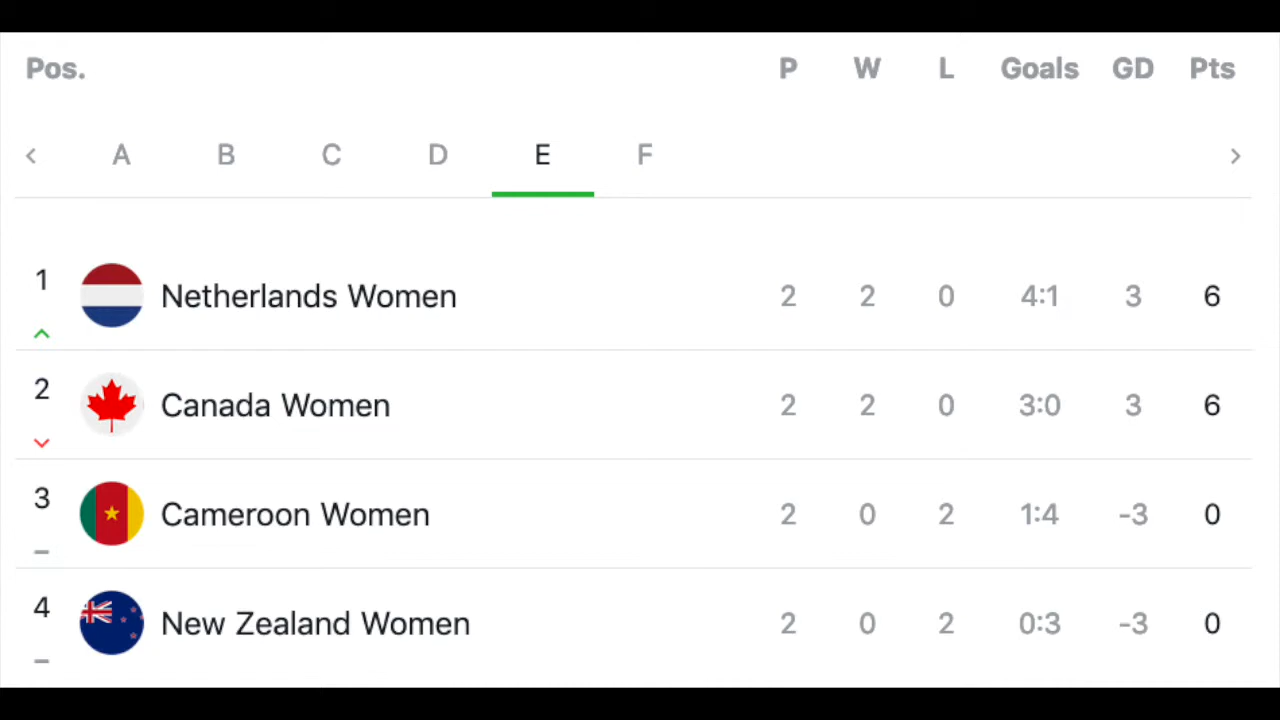 Pos. P W L Goals GD Pts
A B C D E F
1 Netherlands Women 2 2 0 4:1 3 6
2 Canada Women 2 2 0 3:0 3 6
3 Cameroon Women 2 0 2 1:4 -3 0
4 New Zealand Women 2 0 2 0:3 -3 0